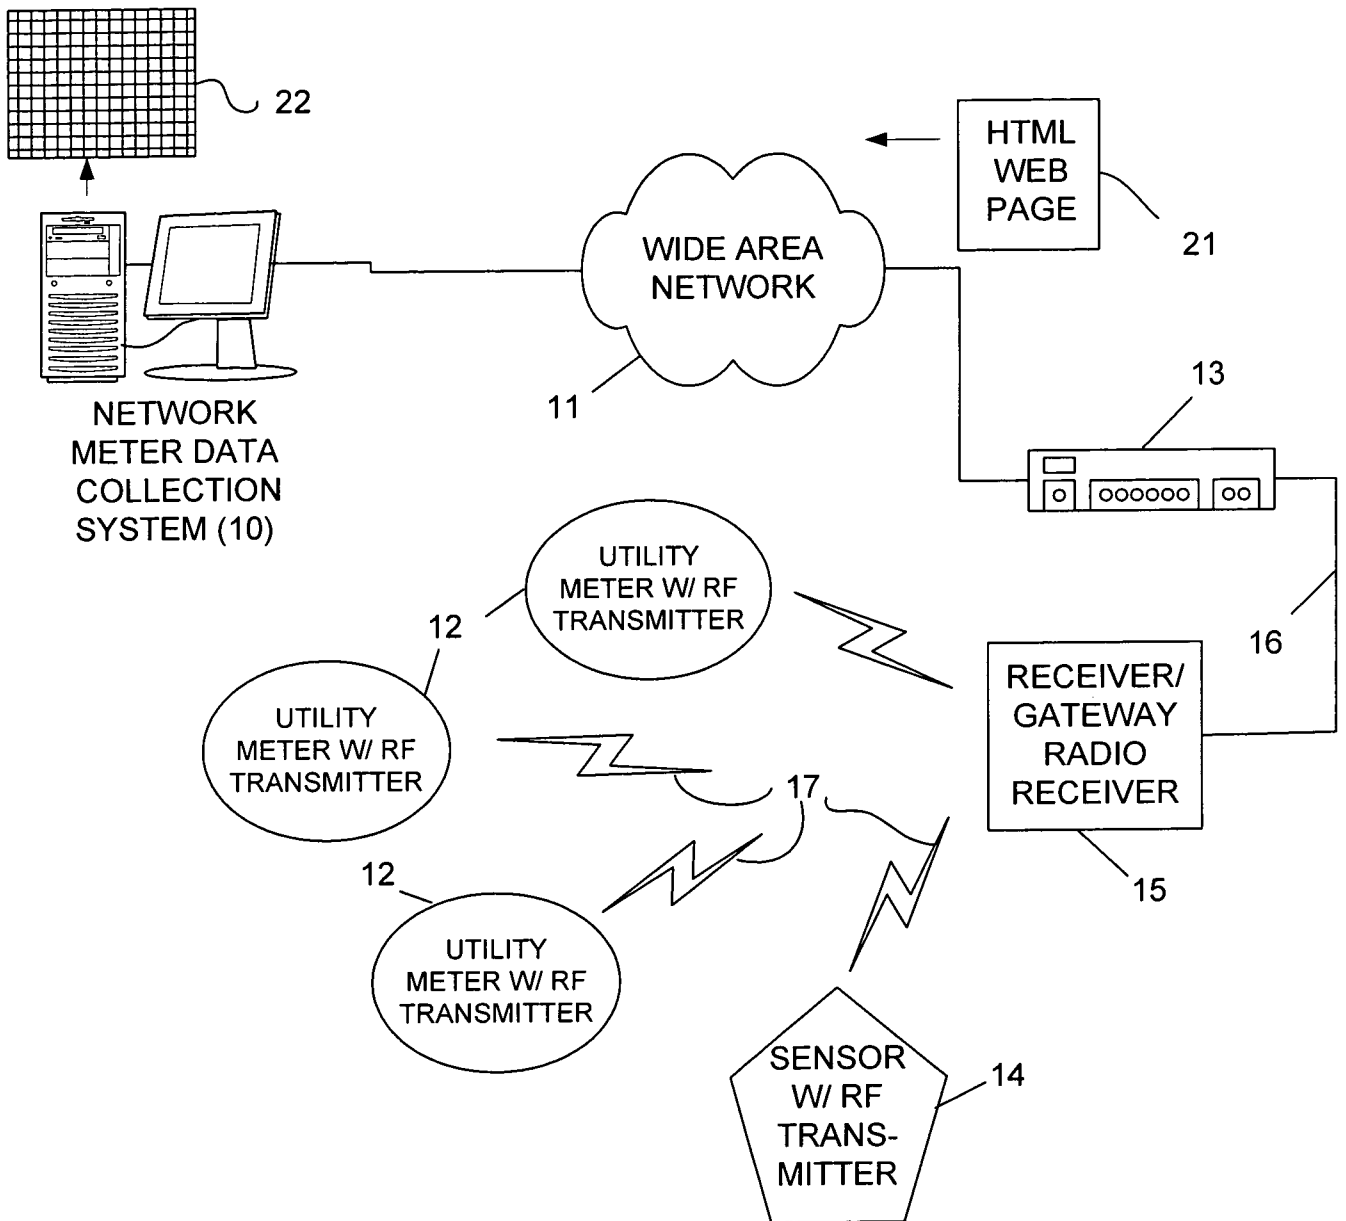 22
HTML
WEB
PAGE
21
WIDE AREA
NETWORK
11
13
NETWORK
METER DATA
COLLECTION
SYSTEM (10)
UTILITY
METER W/ RF
TRANSMITTER
12
16
RECEIVER/
GATEWAY
RADIO
RECEIVER
UTILITY
METER W/ RF
TRANSMITTER
17
15
12
UTILITY
METER W/ RF
TRANSMITTER
SENSOR
W/ RF
TRANS-
MITTER
14